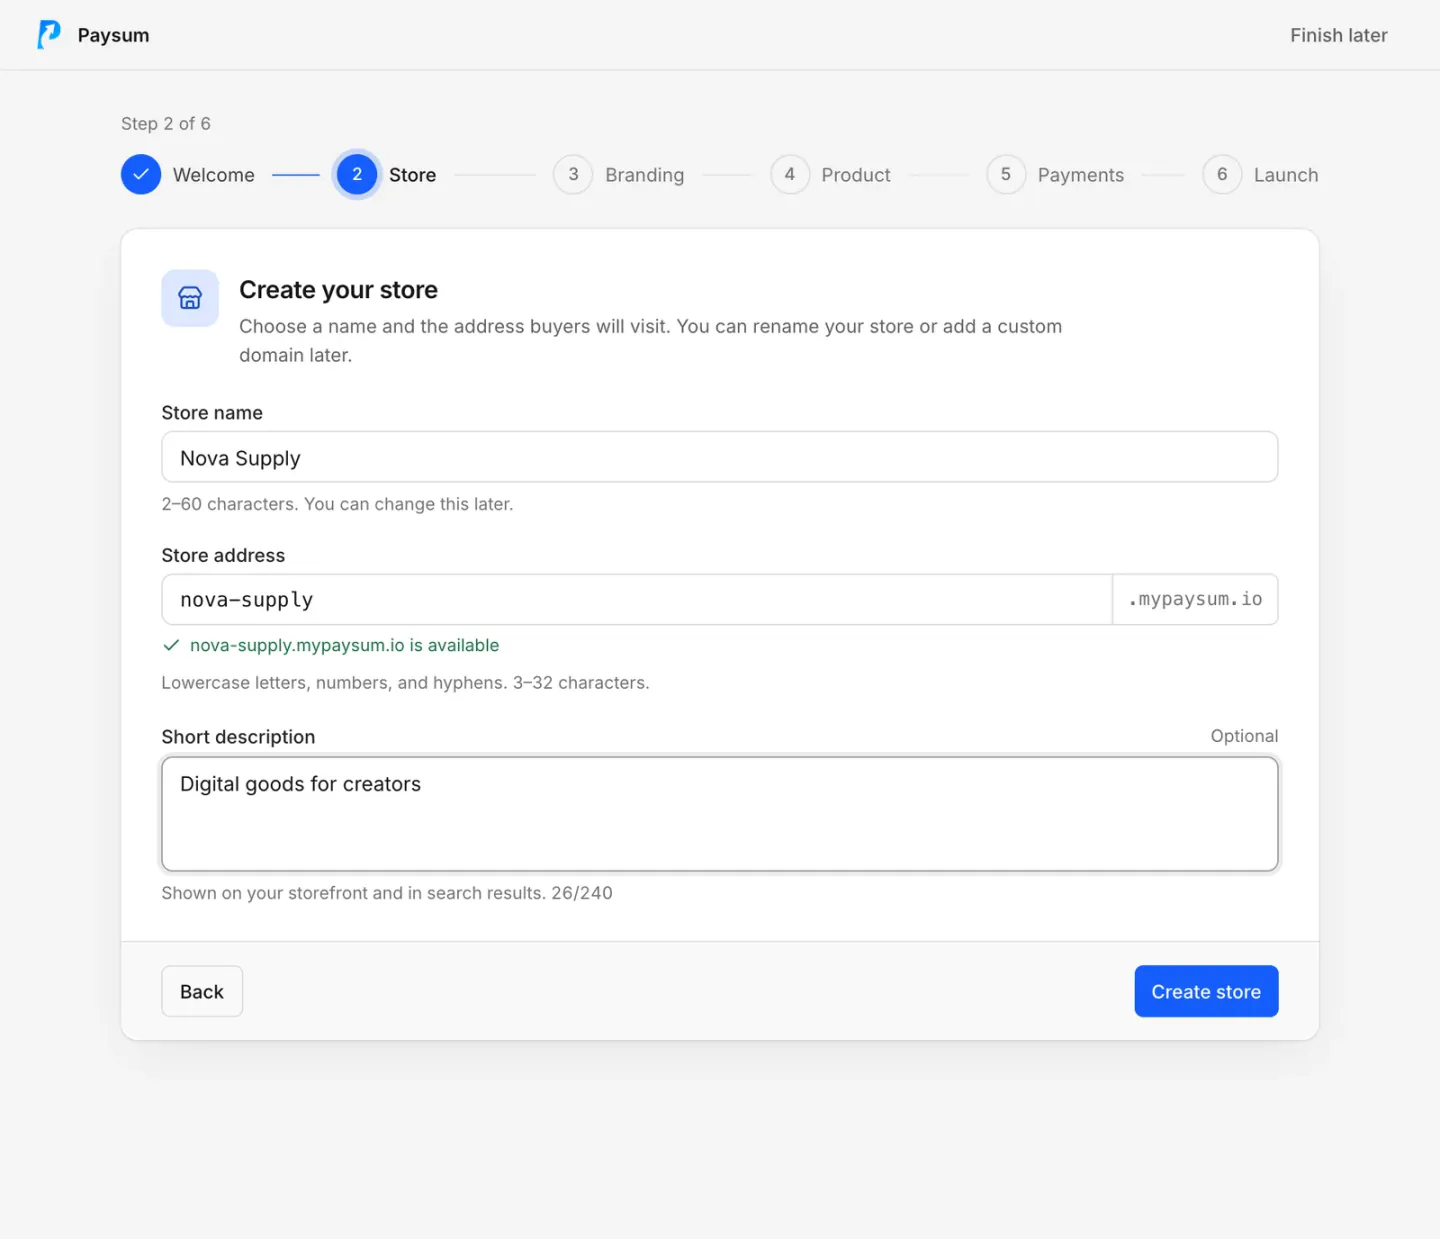 Paysum
Finish later
Step 2 of 6
Welcome
2 Store
3 Branding
4 Product
5 Payments
6 Launch
Create your store
Choose a name and the address buyers will visit. You can rename your store or add a custom
domain later.
Store name
Nova Supply
2–60 characters. You can change this later.
Store address
nova-supply
.mypaysum.io
nova-supply.mypaysum.io is available
Lowercase letters, numbers, and hyphens. 3–32 characters.
Short description
Optional
Digital goods for creators
Shown on your storefront and in search results. 26/240
Back
Create store